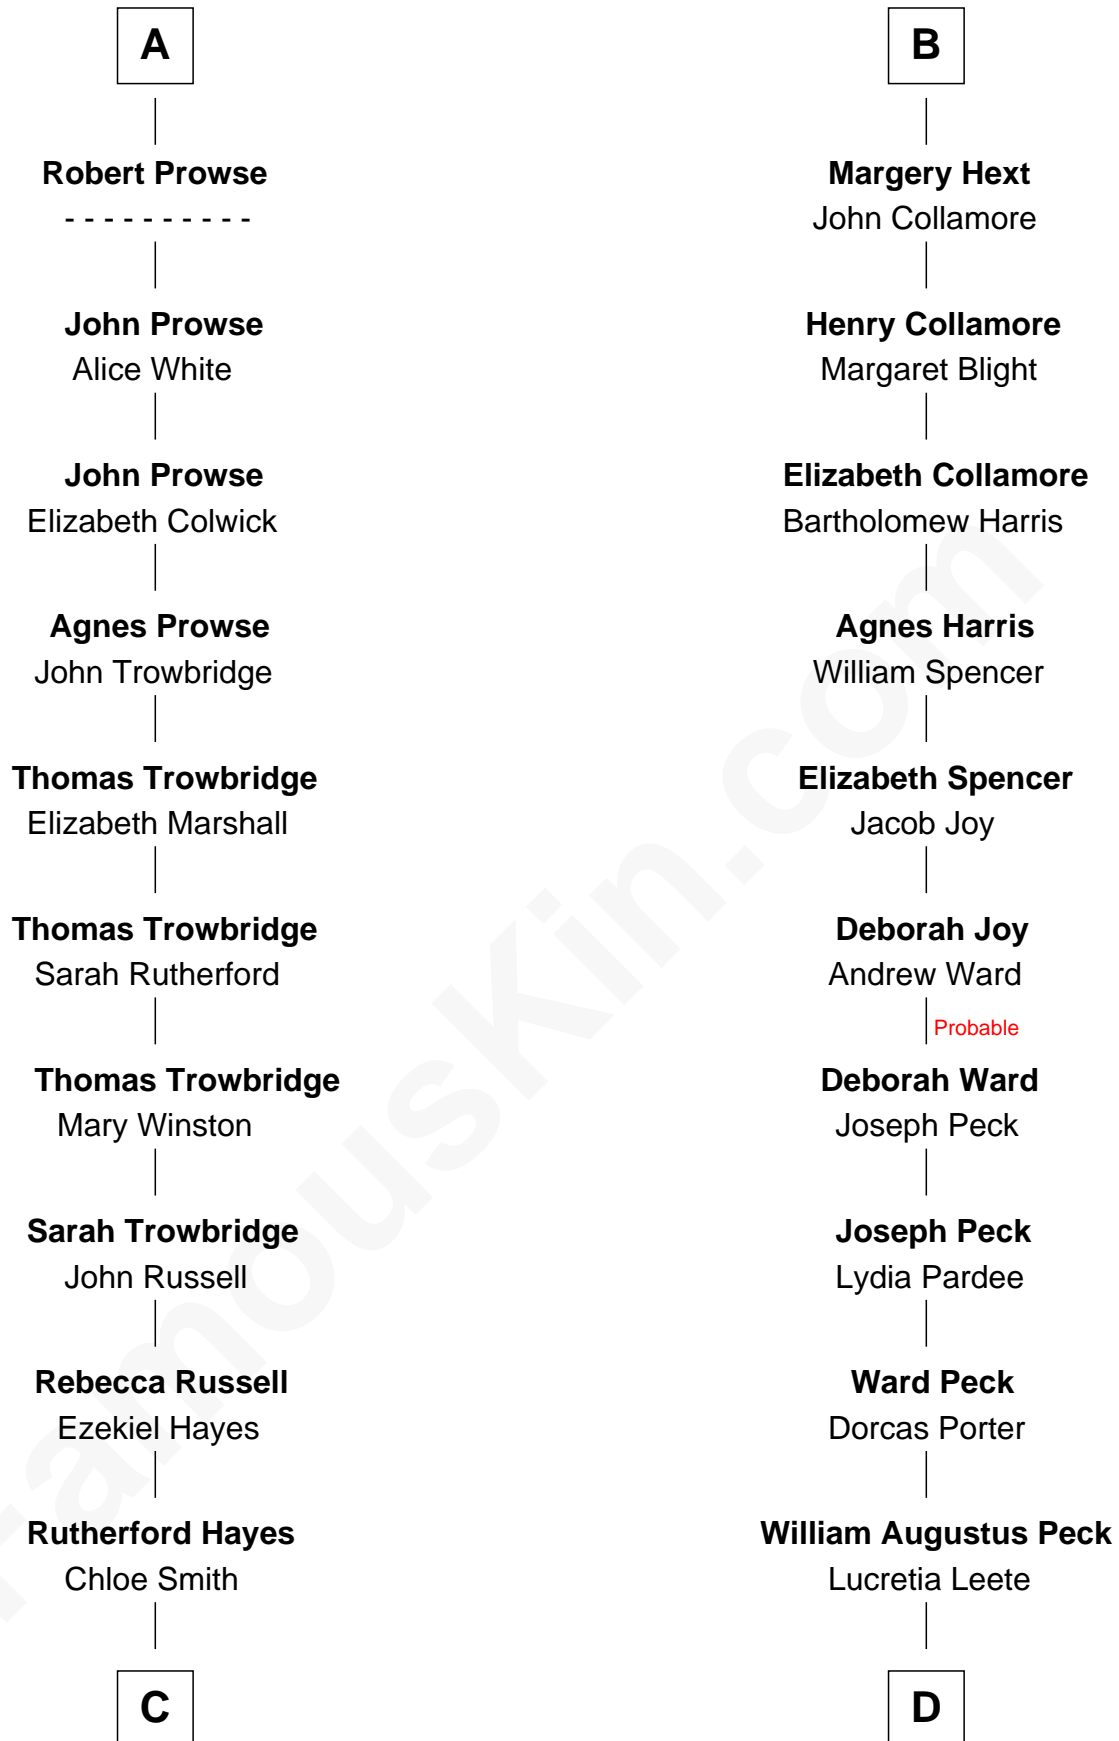 A
Robert Prowse
- - - - - - - - - -
John Prowse
Alice White
John Prowse
Elizabeth Colwick
Agnes Prowse
John Trowbridge
Thomas Trowbridge
Elizabeth Marshall
Thomas Trowbridge
Sarah Rutherford
Thomas Trowbridge
Mary Winston
Sarah Trowbridge
John Russell
Rebecca Russell
Ezekiel Hayes
Rutherford Hayes
Chloe Smith
C
B
Margery Hext
John Collamore
Henry Collamore
Margaret Blight
Elizabeth Collamore
Bartholomew Harris
Agnes Harris
William Spencer
Elizabeth Spencer
Jacob Joy
Deborah Joy
Andrew Ward
Probable
Deborah Ward
Joseph Peck
Joseph Peck
Lydia Pardee
Ward Peck
Dorcas Porter
William Augustus Peck
Lucretia Leete
D
FamousKin.com